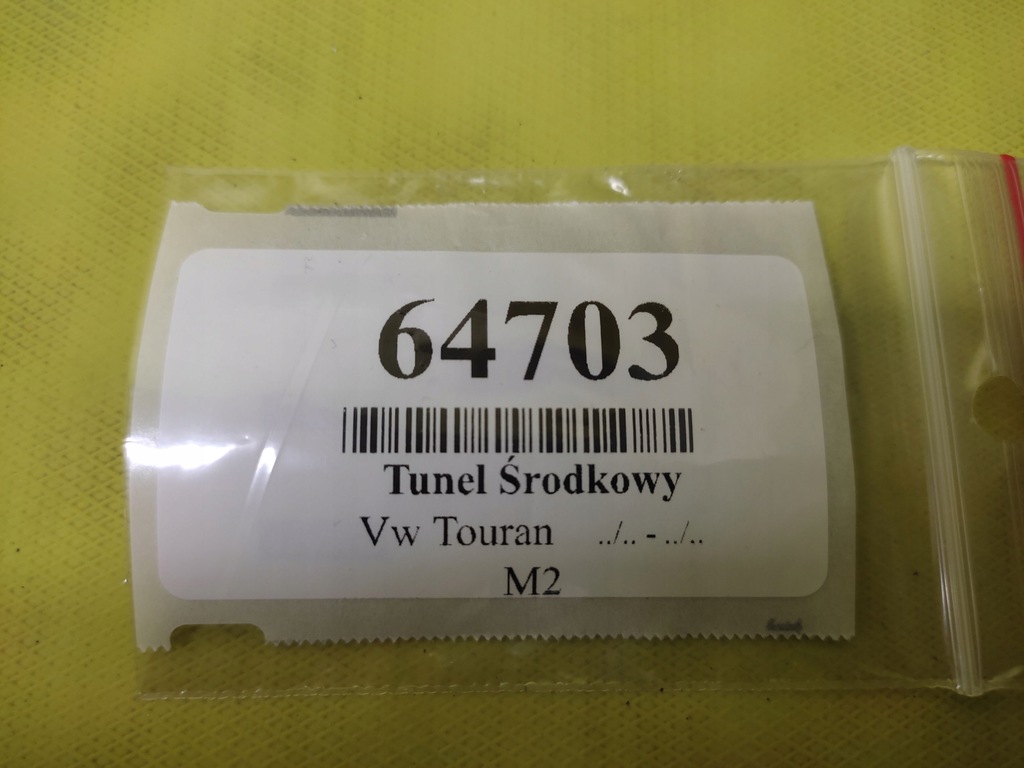 64703
Tunel Środkowy
Vw Touran ../.. - ../..
M2